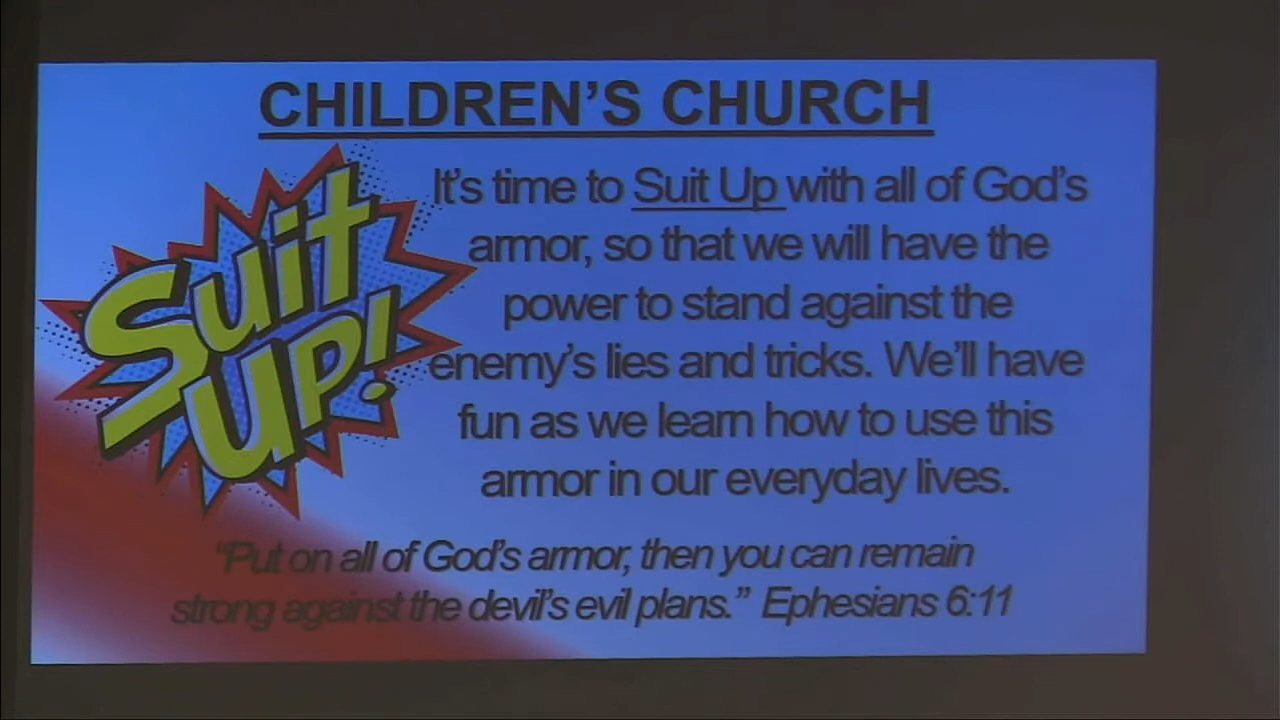 CHILDREN'S CHURCH
Suit
UP!
It's time to Suit Up with all of God's
armor, so that we will have the
power to stand against the
enemy's lies and tricks. We'll have
fun as we learn how to use this
armor in our everyday lives.
"Put on all of God's armor, then you can remain
strong against the devil's evil plans." Ephesians 6:11